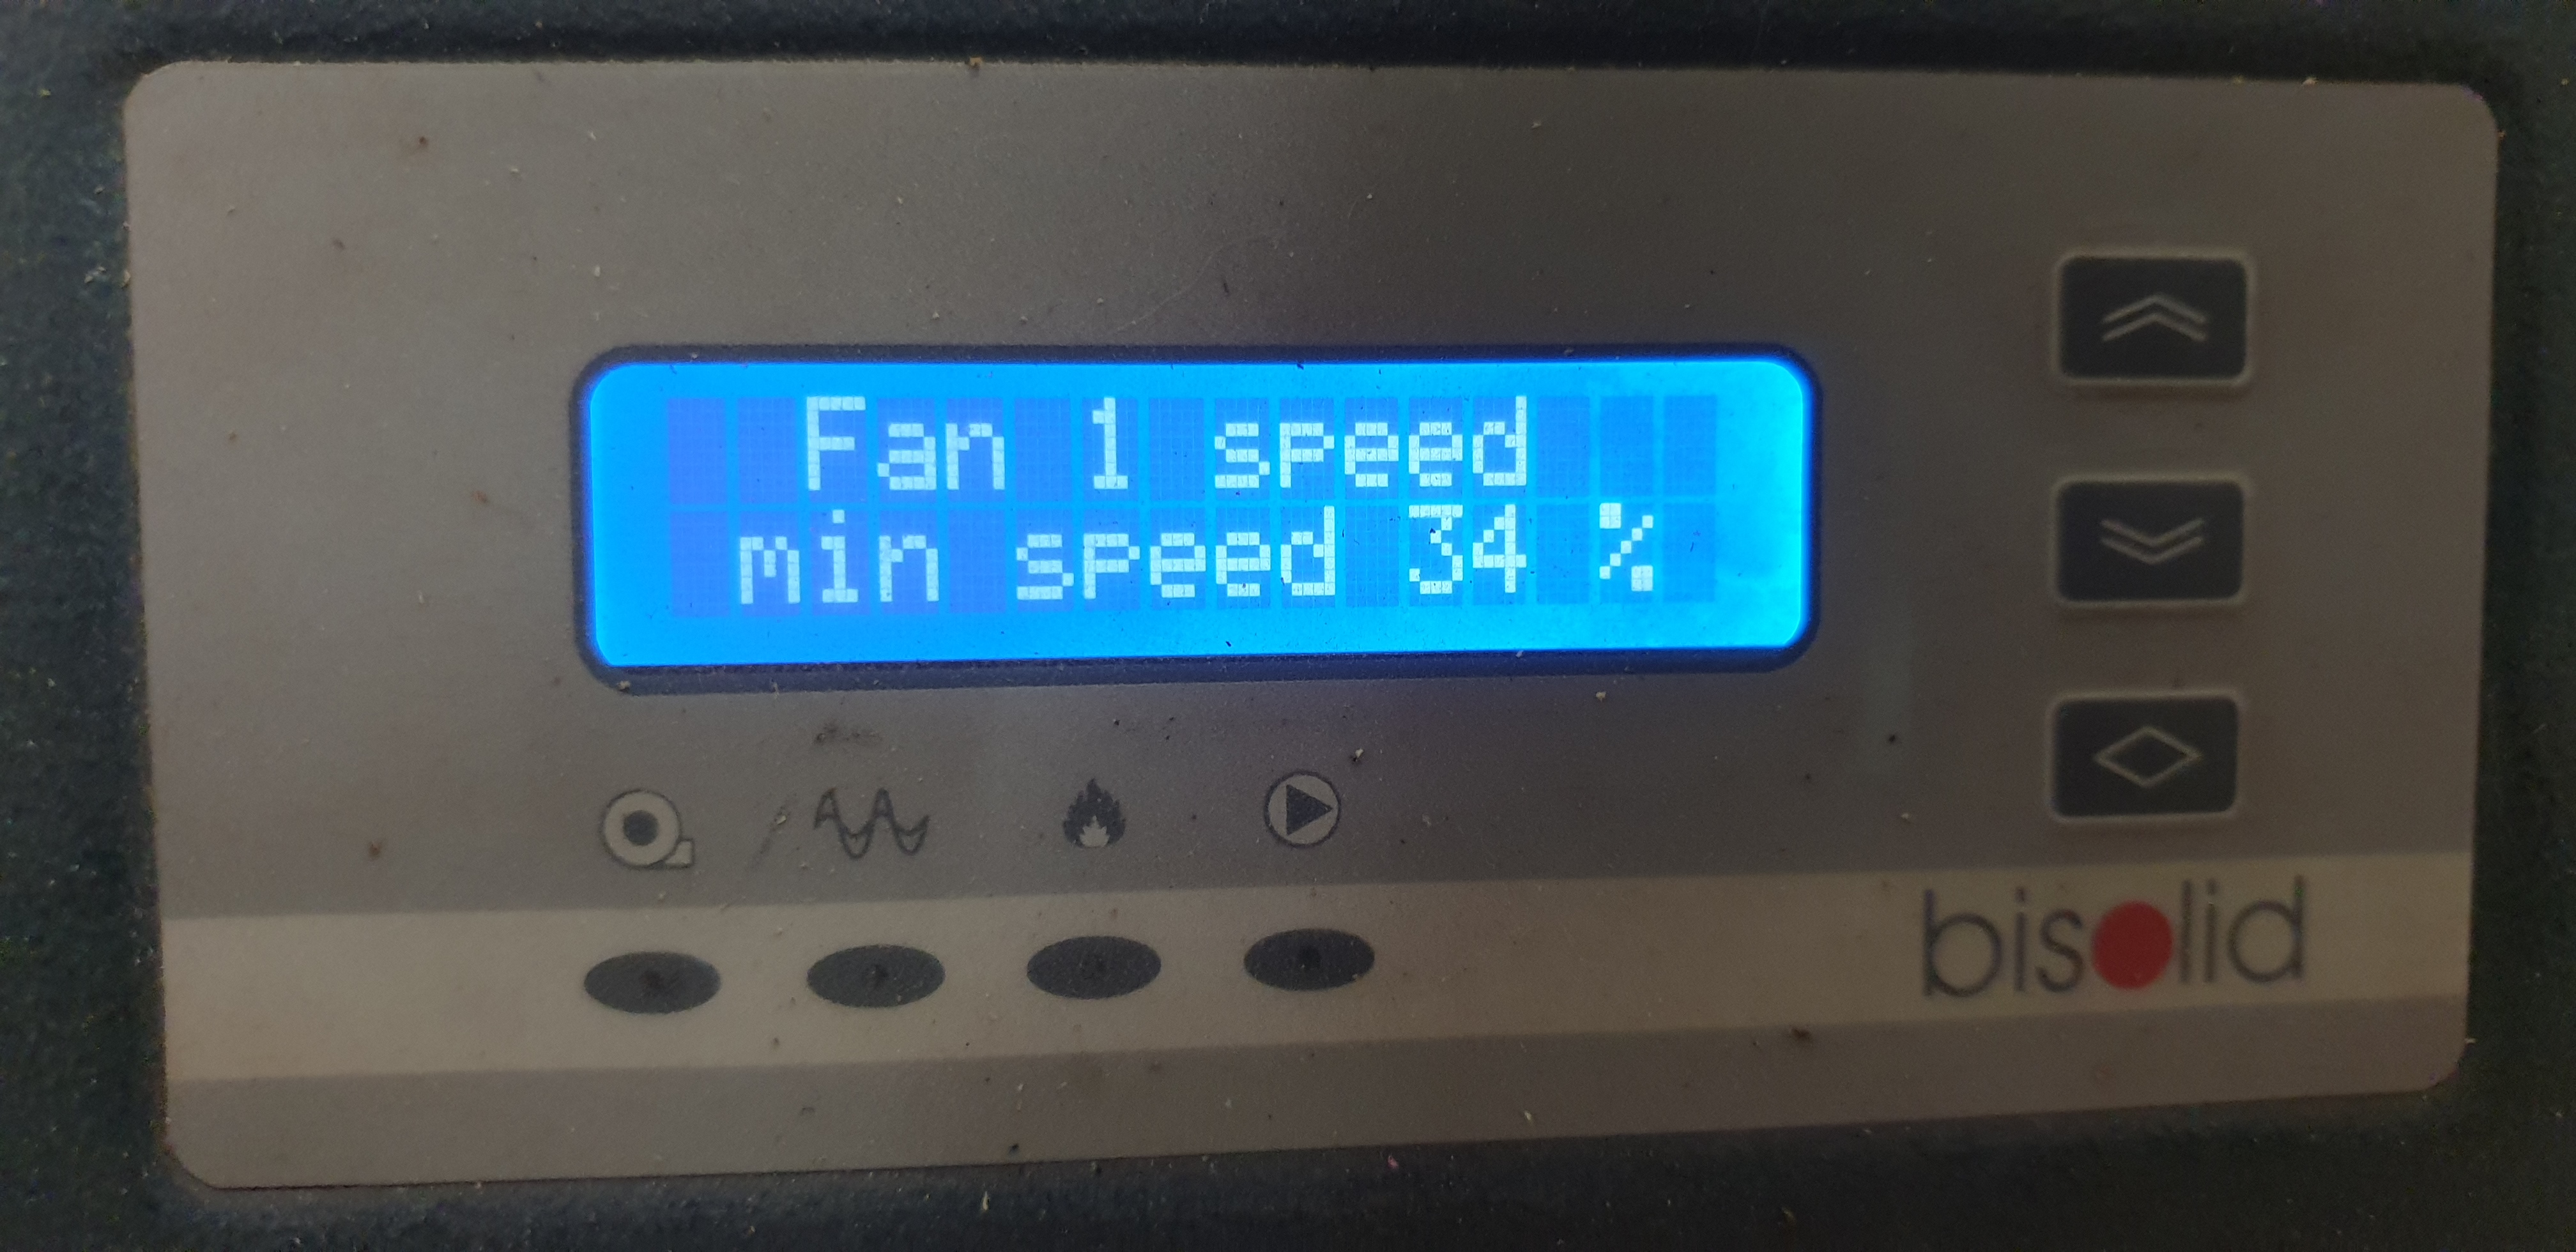 Fan 1 speed
min speed 34 %
bisolid